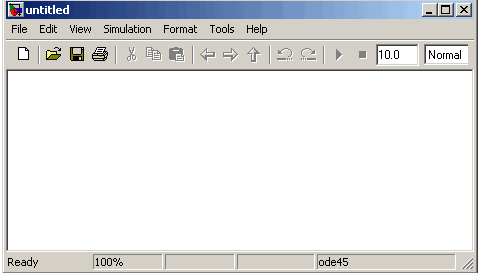 untitled
File Edit View Simulation Format Tools Help
10.0 Normal
Ready 100% ode45